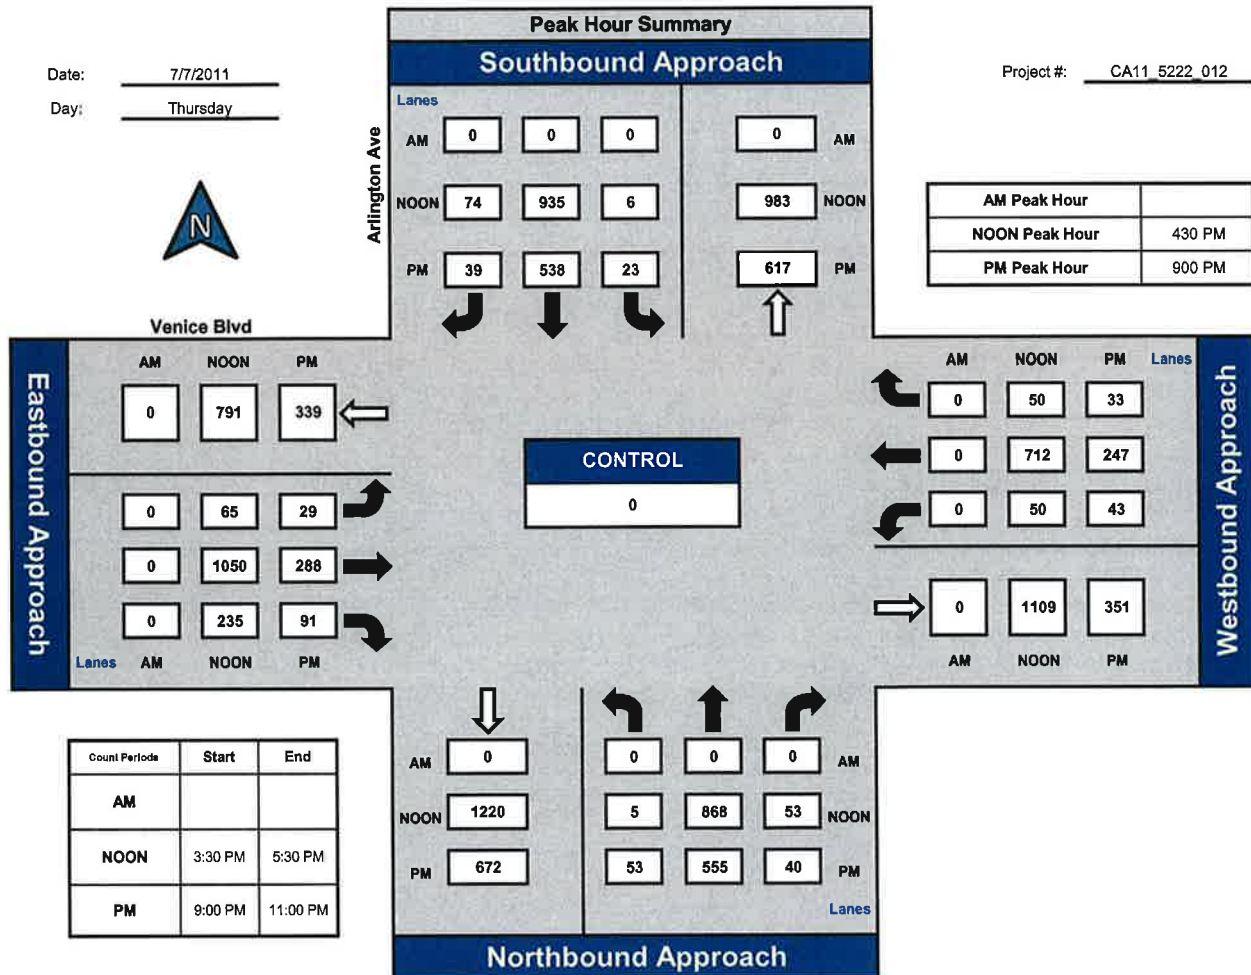 Peak Hour Summary
Southbound Approach
Date: 7/7/2011
Day: Thursday
Project #: CA11_5222_012
Arlington Ave
Lanes
AM 0 0 0 0 AM
NOON 74 935 6 983 NOON
PM 39 538 23 617 PM
N
AM Peak Hour
NOON Peak Hour 430 PM
PM Peak Hour 900 PM
Venice Blvd
Eastbound Approach
AM NOON PM
0 791 339
0 65 29
0 1050 288
0 235 91
Lanes AM NOON PM
CONTROL
0
AM NOON PM Lanes
0 50 33
0 712 247
0 50 43
0 1109 351
AM NOON PM
Westbound Approach
Count Periods Start End
AM
NOON 3:30 PM 5:30 PM
PM 9:00 PM 11:00 PM
AM 0 0 0 0 AM
NOON 1220 5 868 53 NOON
PM 672 53 555 40 PM
Lanes
Northbound Approach